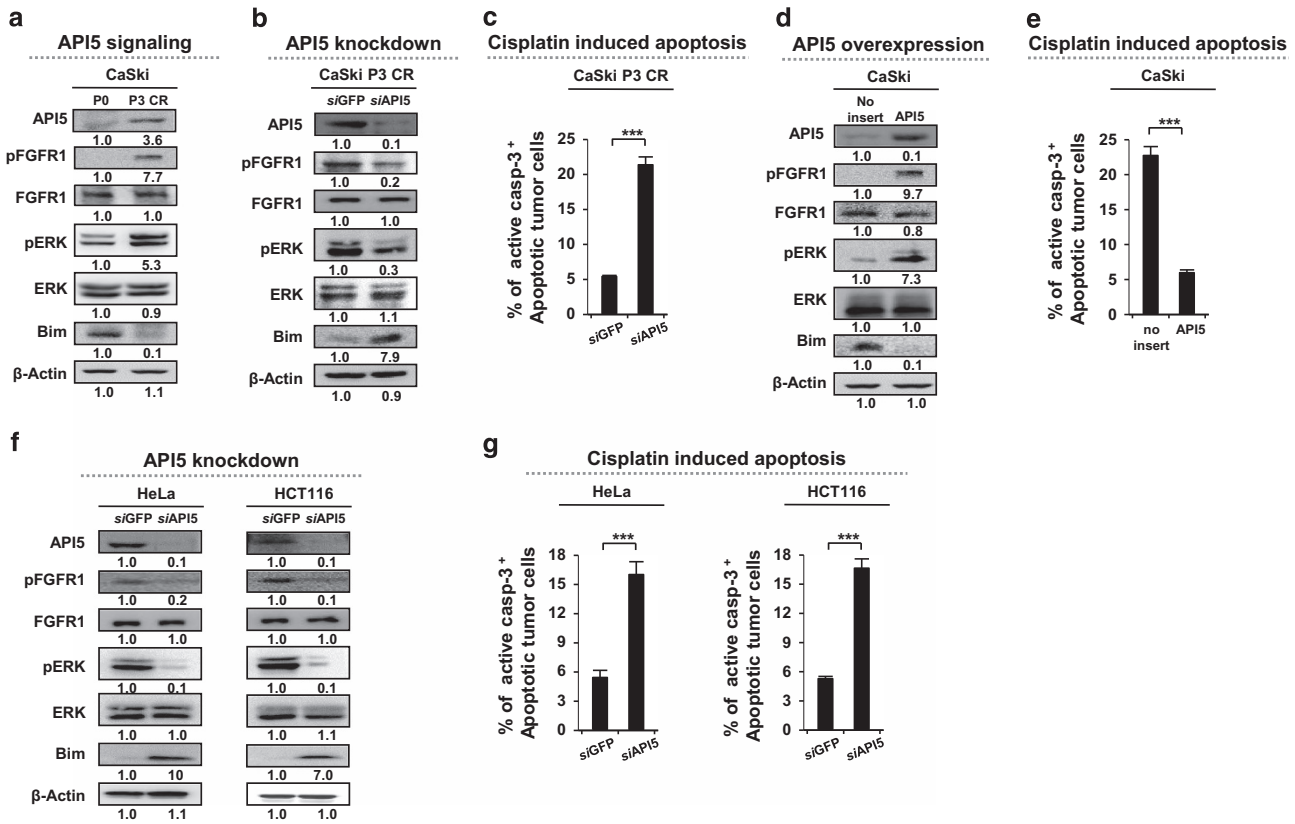 a
API5 signaling
CaSki
P0 P3 CR
API5
1.0 3.6
pFGFR1
1.0 7.7
FGFR1
1.0 1.0
pERK
1.0 5.3
ERK
1.0 0.9
Bim
1.0 0.1
β-Actin
1.0 1.1
b
API5 knockdown
CaSki P3 CR
siGFP siAPI5
API5
1.0 0.1
pFGFR1
1.0 0.2
FGFR1
1.0 1.0
pERK
1.0 0.3
ERK
1.0 1.1
Bim
1.0 7.9
β-Actin
1.0 0.9
c
Cisplatin induced apoptosis
CaSki P3 CR
% of active casp-3+
Apoptotic tumor cells
25
20
15
10
5
0
***
siGFP siAPI5
d
API5 overexpression
CaSki
No
insert API5
API5
1.0 0.1
pFGFR1
1.0 9.7
FGFR1
1.0 0.8
pERK
1.0 7.3
ERK
1.0 1.0
Bim
1.0 0.1
β-Actin
1.0 1.0
e
Cisplatin induced apoptosis
CaSki
% of active casp-3+
Apoptotic tumor cells
25
20
15
10
5
0
***
no
insert API5
f
API5 knockdown
HeLa
siGFP siAPI5
API5
1.0 0.1
pFGFR1
1.0 0.2
FGFR1
1.0 1.0
pERK
1.0 0.1
ERK
1.0 1.0
Bim
1.0 10
β-Actin
1.0 1.1
HCT116
siGFP siAPI5
1.0 0.1
1.0 0.1
1.0 1.0
1.0 0.1
1.0 1.1
1.0 7.0
1.0 1.0
g
Cisplatin induced apoptosis
HeLa
% of active casp-3+
Apoptotic tumor cells
18
15
12
9
6
3
0
***
siGFP siAPI5
HCT116
% of active casp-3+
Apoptotic tumor cells
18
15
12
9
6
3
0
***
siGFP siAPI5